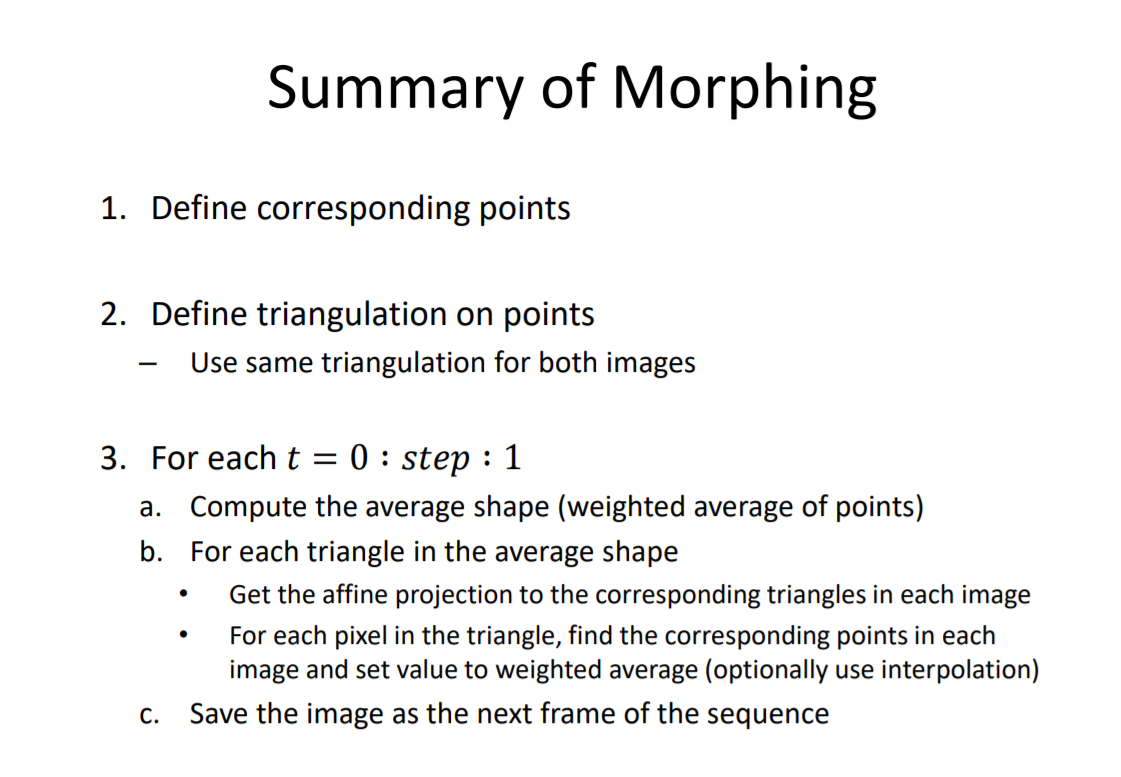 Summary of Morphing
1. Define corresponding points
2. Define triangulation on points
– Use same triangulation for both images
3. For each t = 0 : step : 1
a. Compute the average shape (weighted average of points)
b. For each triangle in the average shape
• Get the affine projection to the corresponding triangles in each image
• For each pixel in the triangle, find the corresponding points in each
image and set value to weighted average (optionally use interpolation)
c. Save the image as the next frame of the sequence